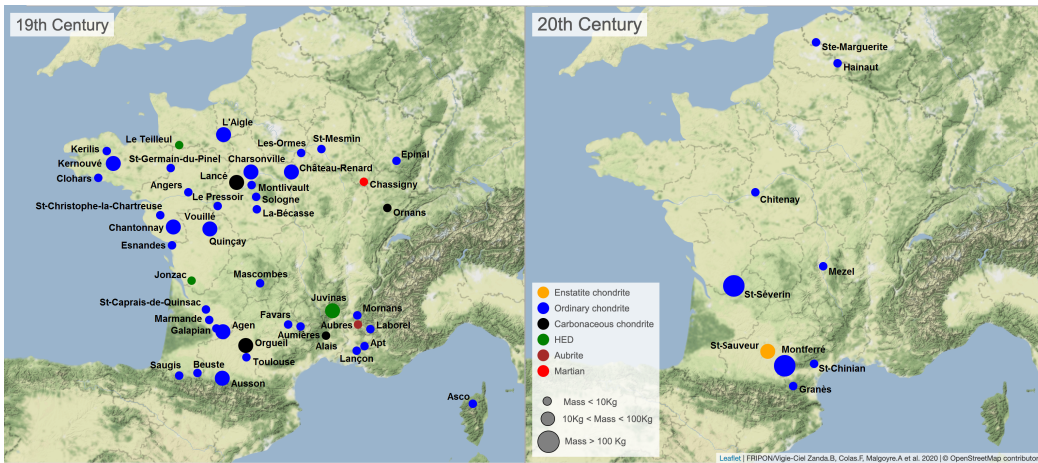 19th Century
L'Aigle
Le Teilleul
Kerilis
Les-Ormes
St-Mesmin
Kernouvé
St-Germain-du-Pinel
Charsonville
Château-Renard
Epinal
Clohars
Lancé
Angers
Montlivault
Chassigny
Le Pressoir
Sologne
St-Christophe-la-Chartreuse
La-Bécasse
Ornans
Vouillé
Chantonnay
Quinçay
Esnandes
Jonzac
Mascombes
St-Caprais-de-Quinsac
Juvinas
Mornans
Marmande
Favars
Agen
Aubres
Laborel
Galapian
Aumières
Orgueil
Alais
Apt
Lançon
Toulouse
Saugis
Beuste
Ausson
Asco
20th Century
Ste-Marguerite
Hainaut
Chitenay
Mezel
St-Séverin
St-Sauveur
Montferré
St-Chinian
Granès
Enstatite chondrite
Ordinary chondrite
Carbonaceous chondrite
HED
Aubrite
Martian
Mass < 10Kg
10Kg < Mass < 100Kg
Mass > 100 Kg
Leaflet | FRIPON/Vigie-Ciel Zanda.B, Colas.F, Malgoyre.A et al. 2020 | © OpenStreetMap contributor